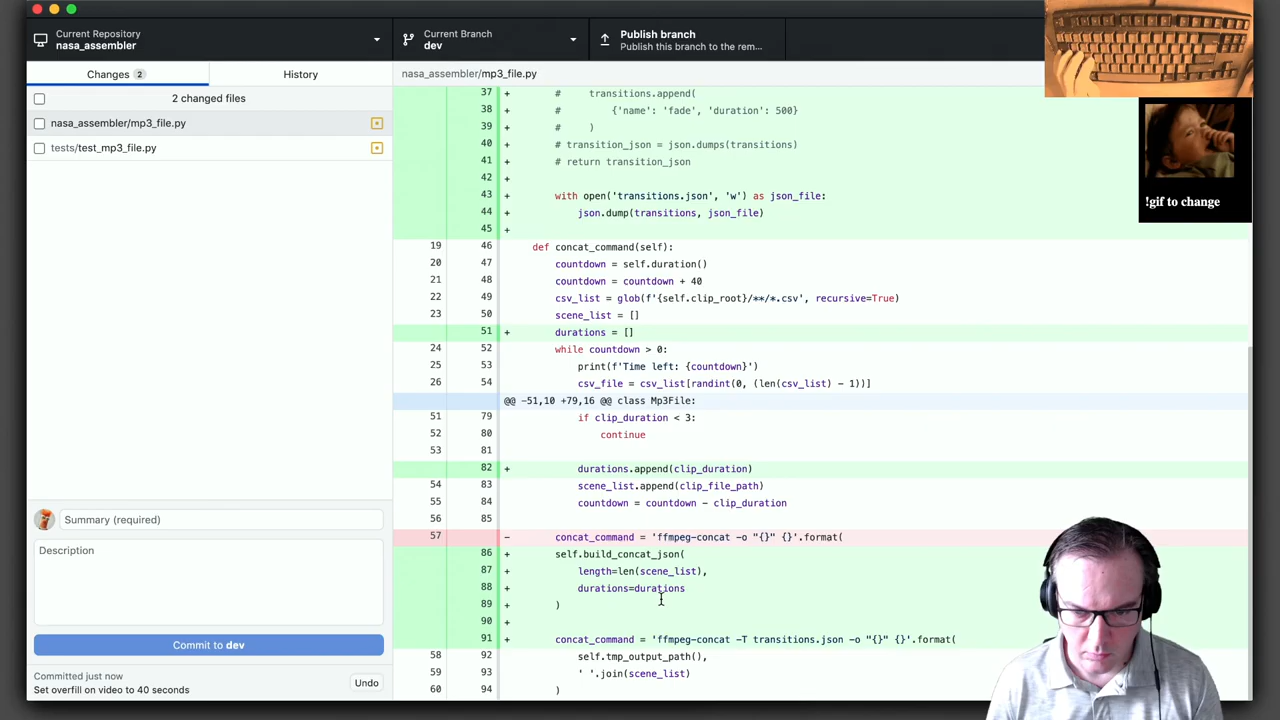 Current Repository
nasa_assembler
Current Branch
dev
Publish branch
Publish this branch to the rem...
Changes 2
History
nasa_assembler/mp3_file.py
2 changed files
nasa_assembler/mp3_file.py
tests/test_mp3_file.py
37 + # transitions.append(
38 + # {'name': 'fade', 'duration': 500}
39 + # )
40 + # transition_json = json.dumps(transitions)
41 + # return transition_json
42 +
43 + with open('transitions.json', 'w') as json_file:
44 + json.dump(transitions, json_file)
45 +
19 46 def concat_command(self):
20 47 countdown = self.duration()
21 48 countdown = countdown + 40
22 49 csv_list = glob(f'{self.clip_root}/**/*.csv', recursive=True)
23 50 scene_list = []
51 + durations = []
24 52 while countdown > 0:
25 53 print(f'Time left: {countdown}')
26 54 csv_file = csv_list[randint(0, (len(csv_list) - 1))]
@@ -51,10 +79,16 @@ class Mp3File:
51 79 if clip_duration < 3:
52 80 continue
53 81
82 + durations.append(clip_duration)
54 83 scene_list.append(clip_file_path)
55 84 countdown = countdown - clip_duration
56 85
57 - concat_command = 'ffmpeg-concat -o "{}" {}'.format(
86 + self.build_concat_json(
87 + length=len(scene_list),
88 + durations=durations
89 + )
90 +
91 + concat_command = 'ffmpeg-concat -T transitions.json -o "{}" {}'.format(
58 92 self.tmp_output_path(),
59 93 ' '.join(scene_list)
60 94 )
Summary (required)
Description
Commit to dev
Committed just now
Set overfill on video to 40 seconds
Undo
!gif to change